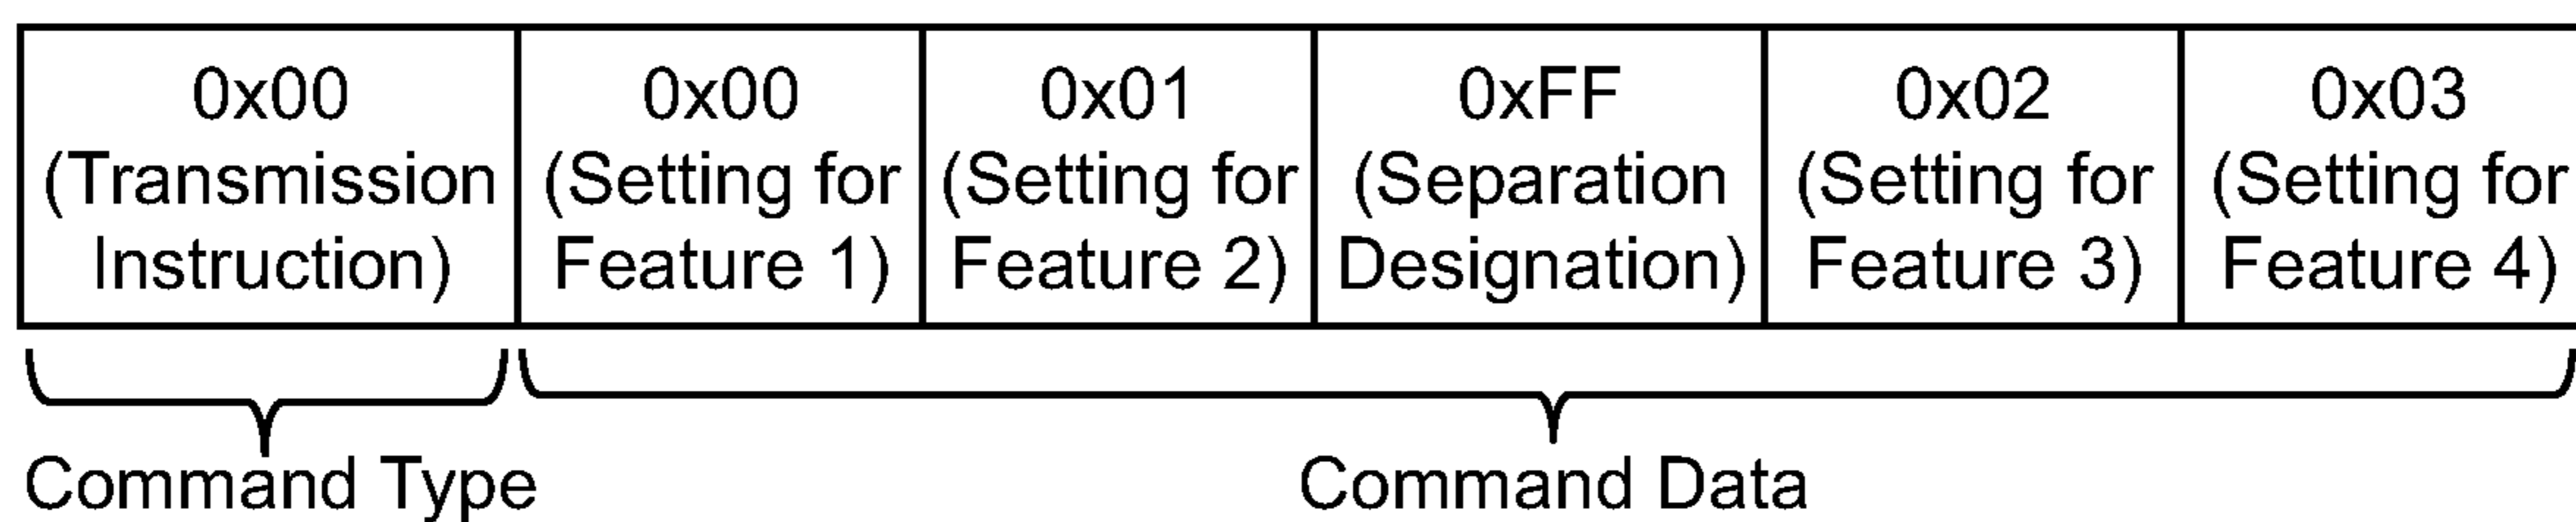 0x00 0x00 0x01 0xFF 0x02 0x03
(Transmission (Setting for (Setting for (Separation (Setting for (Setting for
Instruction) Feature 1) Feature 2) Designation) Feature 3) Feature 4)
Command Type Command Data